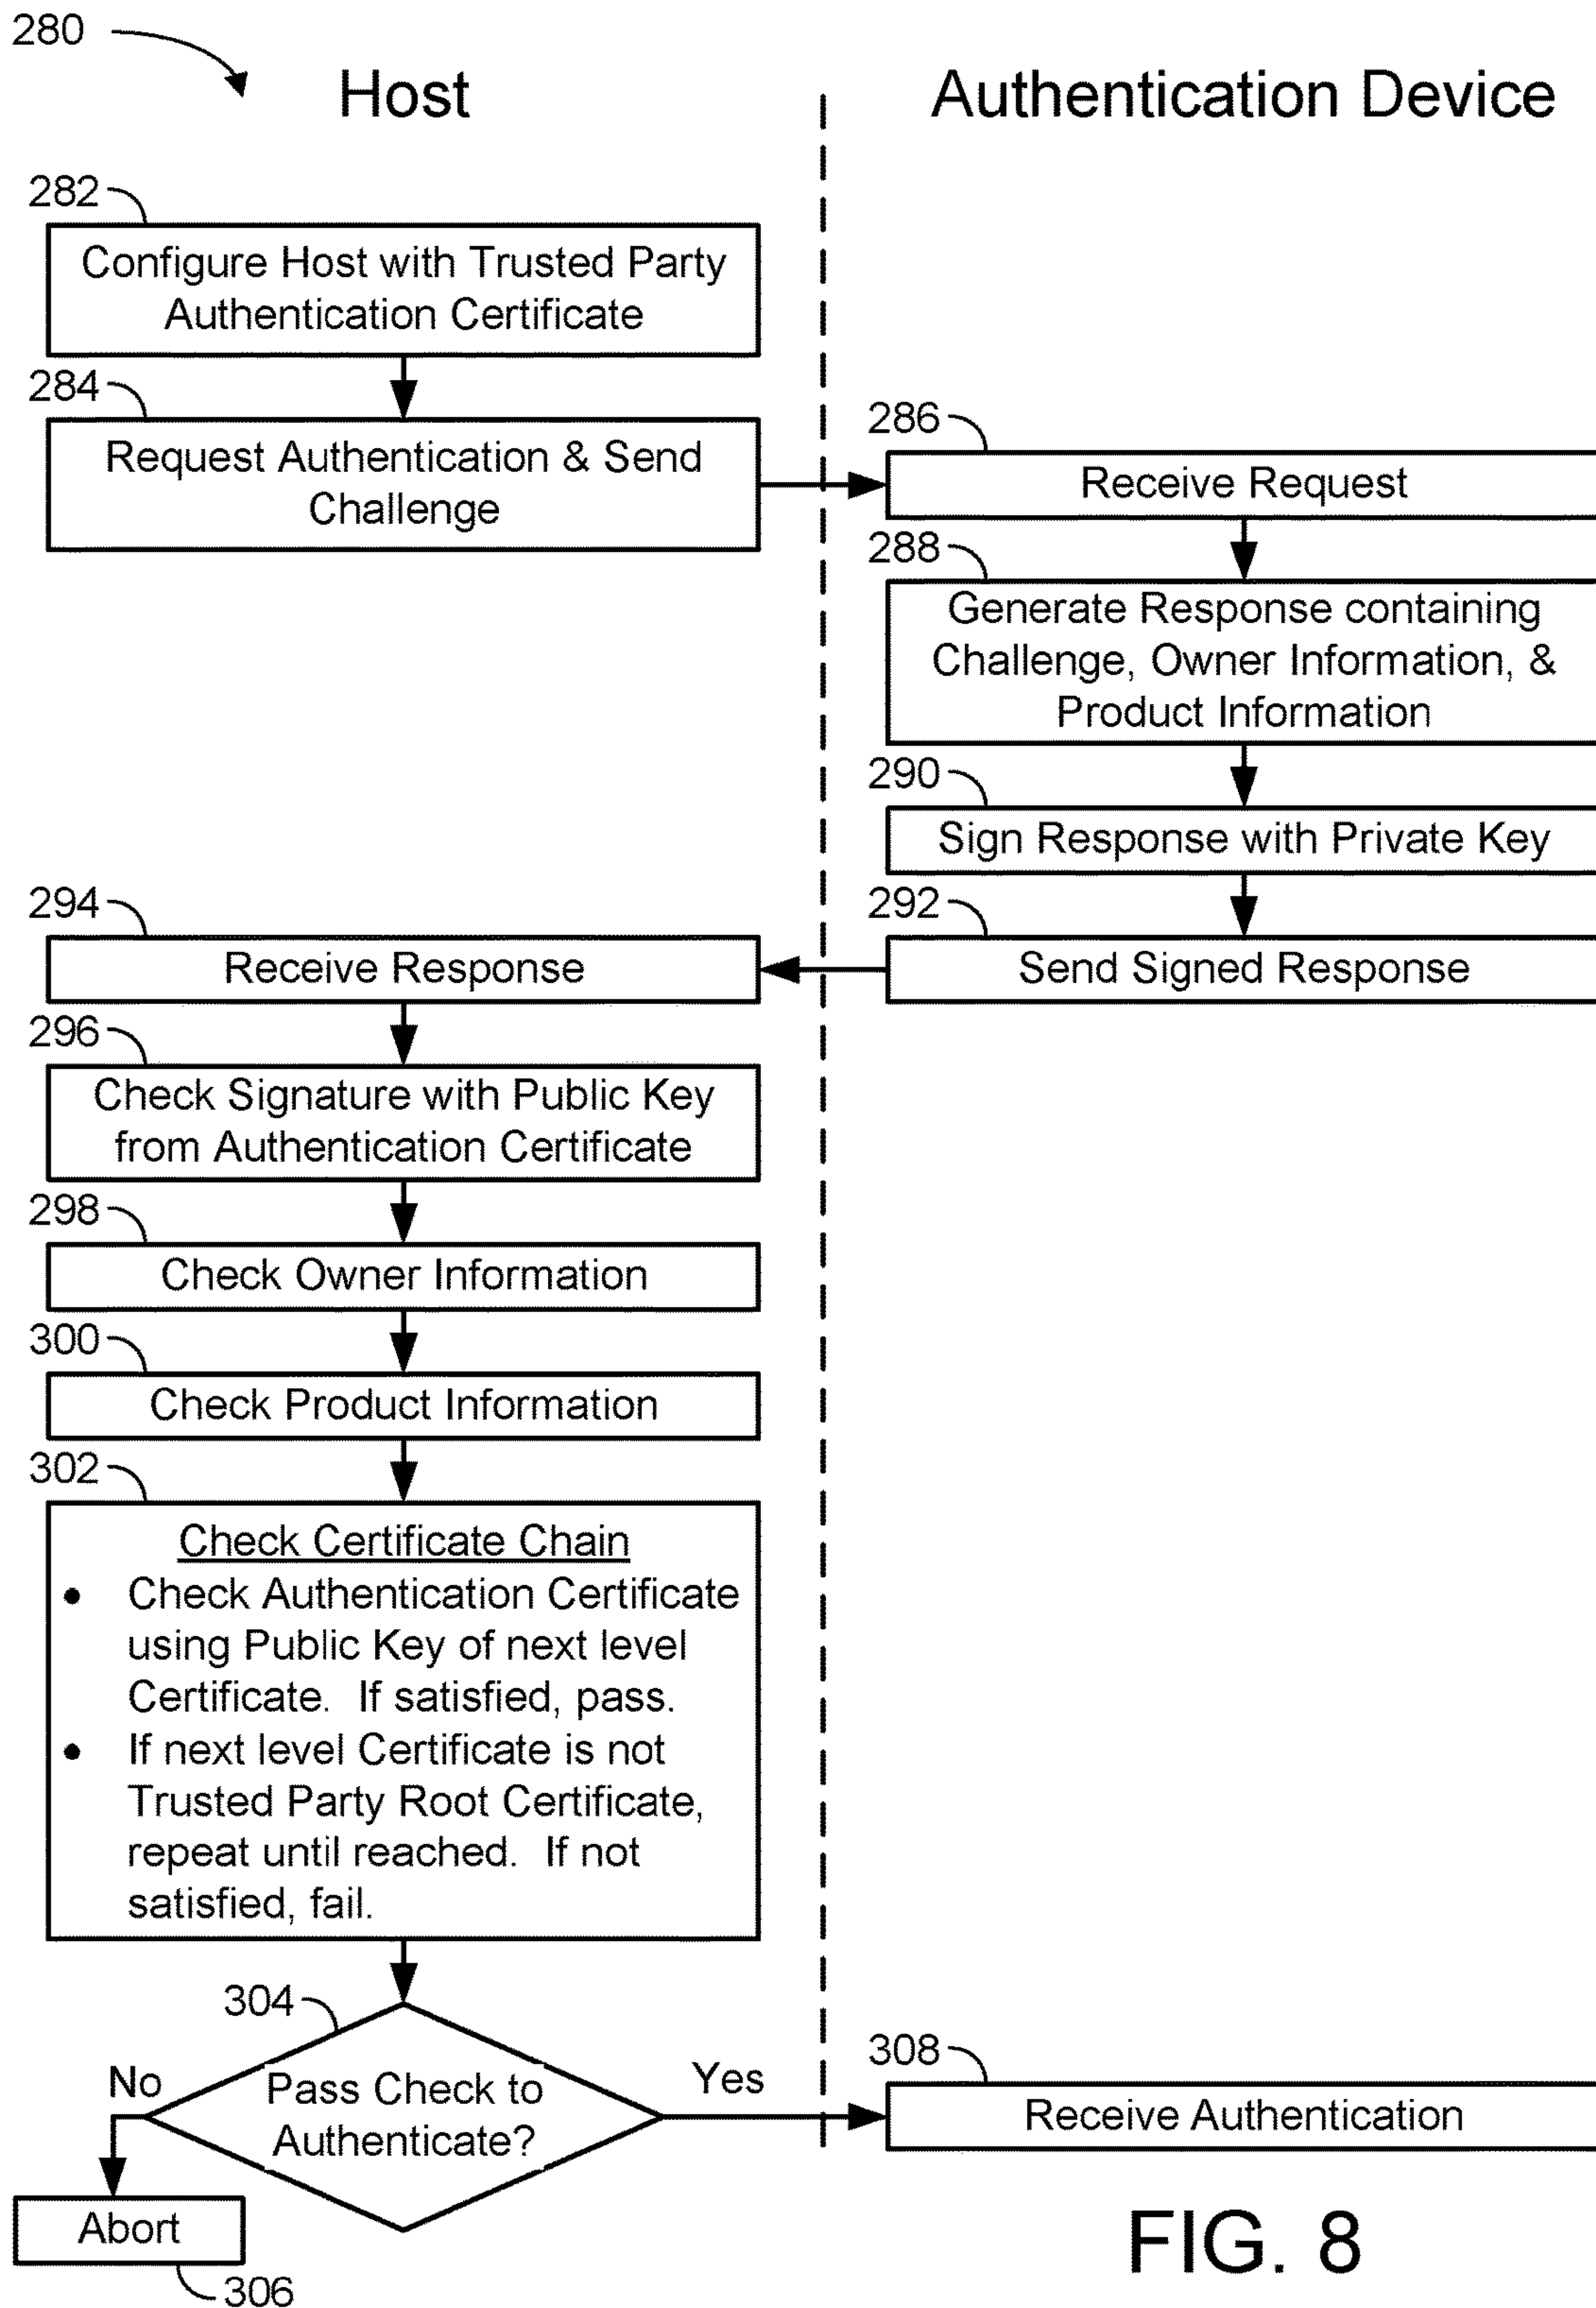 280
Host
Authentication Device
282
Configure Host with Trusted Party
Authentication Certificate
284
Request Authentication & Send
Challenge
286
Receive Request
288
Generate Response containing
Challenge, Owner Information, &
Product Information
290
Sign Response with Private Key
292
Send Signed Response
294
Receive Response
296
Check Signature with Public Key
from Authentication Certificate
298
Check Owner Information
300
Check Product Information
302
Check Certificate Chain
• Check Authentication Certificate
using Public Key of next level
Certificate. If satisfied, pass.
• If next level Certificate is not
Trusted Party Root Certificate,
repeat until reached. If not
satisfied, fail.
304
Pass Check to
Authenticate?
No
Yes
308
Receive Authentication
Abort
306
FIG. 8